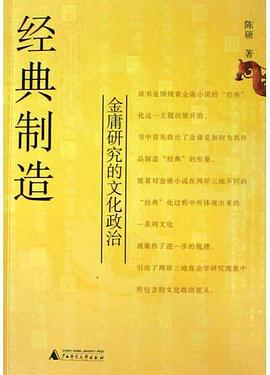 陈硕 著
经典制造
金庸研究的文化政治
该书是围绕着金庸小说的“经典”
化这一主题而展开的。
书中首先指出了金庸是如何为其作
品制造“经典”的形象。
接着对金庸小说在两岸三地不同的
“经典”化过程中所体现出来的
一系列文化
现象作了进一步的梳理，
引出了两岸三地在金学研究现象中
所包含的文化政治意义。
广西师范大学出版社